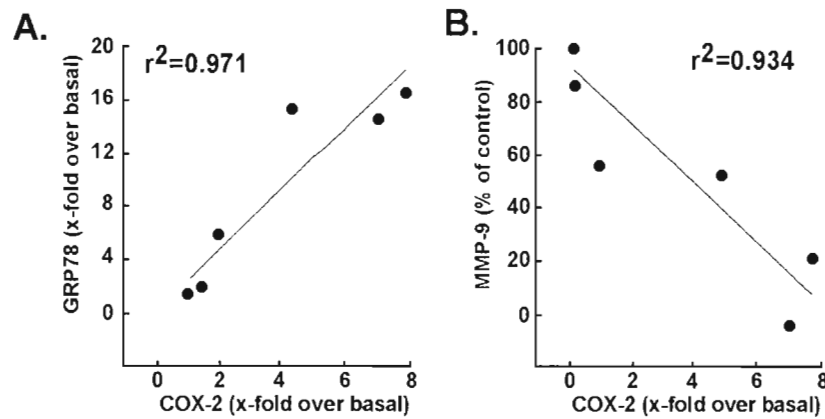 A.
r²=0.971
GRP78 (x-fold over basal)
20
16
12
8
4
0
0 2 4 6 8
COX-2 (x-fold over basal)
B.
r²=0.934
MMP-9 (% of control)
100
80
60
40
20
0
0 2 4 6 8
COX-2 (x-fold over basal)